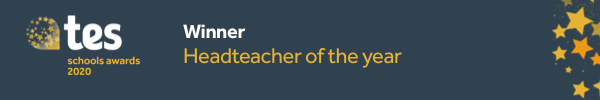 tes
schools awards
2020
Winner
Headteacher of the year